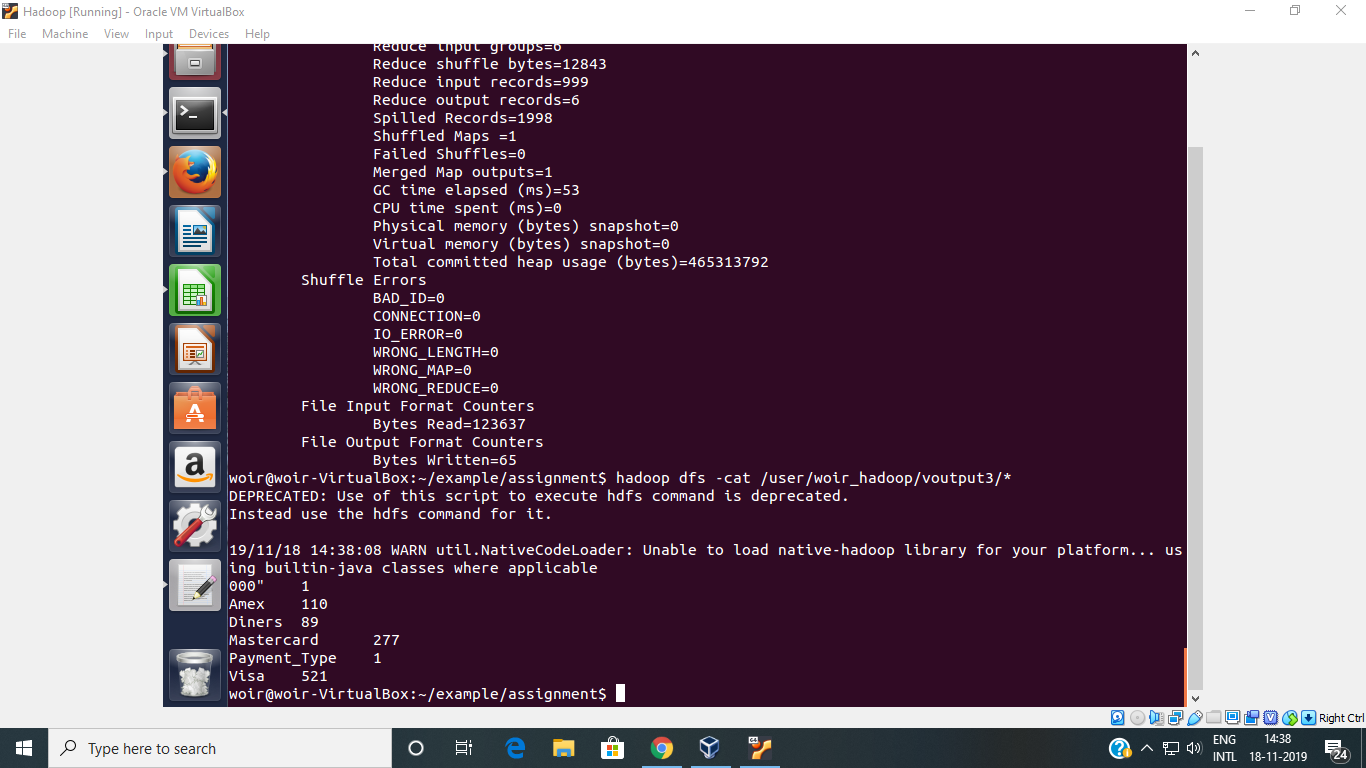 Hadoop [Running] - Oracle VM VirtualBox
File Machine View Input Devices Help
Reduce input groups=6
Reduce shuffle bytes=12843
Reduce input records=999
Reduce output records=6
Spilled Records=1998
Shuffled Maps =1
Failed Shuffles=0
Merged Map outputs=1
GC time elapsed (ms)=53
CPU time spent (ms)=0
Physical memory (bytes) snapshot=0
Virtual memory (bytes) snapshot=0
Total committed heap usage (bytes)=465313792
Shuffle Errors
BAD_ID=0
CONNECTION=0
IO_ERROR=0
WRONG_LENGTH=0
WRONG_MAP=0
WRONG_REDUCE=0
File Input Format Counters
Bytes Read=123637
File Output Format Counters
Bytes Written=65
woir@woir-VirtualBox:~/example/assignment$ hadoop dfs -cat /user/woir_hadoop/voutput3/*
DEPRECATED: Use of this script to execute hdfs command is deprecated.
Instead use the hdfs command for it.
19/11/18 14:38:08 WARN util.NativeCodeLoader: Unable to load native-hadoop library for your platform... us
ing builtin-java classes where applicable
000" 1
Amex 110
Diners 89
Mastercard 277
Payment_Type 1
Visa 521
woir@woir-VirtualBox:~/example/assignment$
Right Ctrl
Type here to search
ENG
INTL
14:38
18-11-2019
24